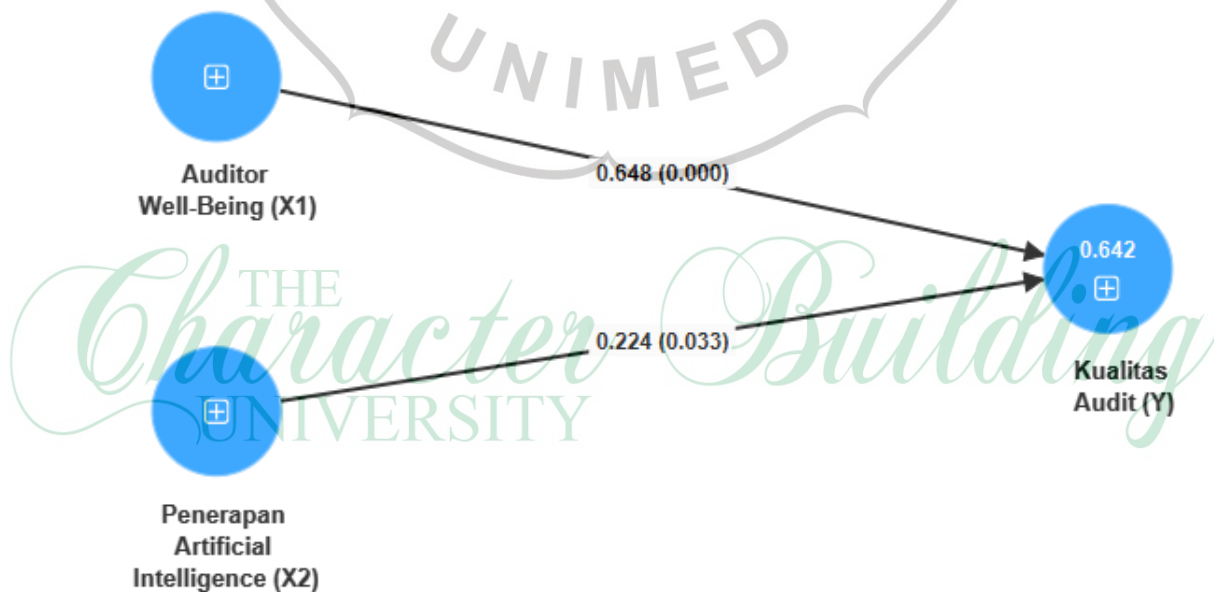 UNIMED
Auditor
Well-Being (X1)
0.648 (0.000)
0.642
THE
Character Building
UNIVERSITY
0.224 (0.033)
Kualitas
Audit (Y)
Penerapan
Artificial
Intelligence (X2)